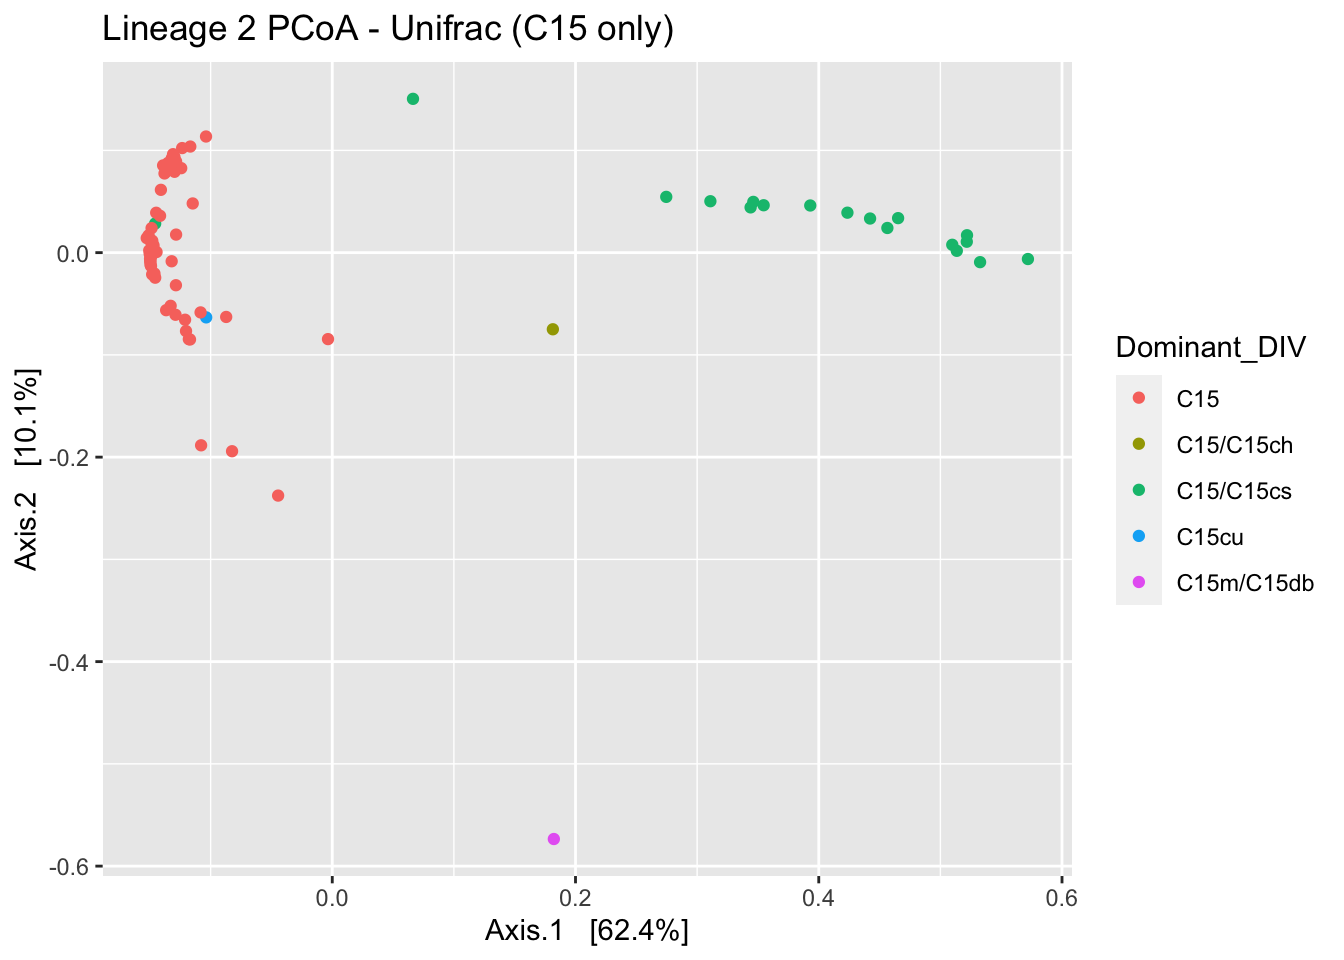 Lineage 2 PCoA - Unifrac (C15 only)
Axis.2 [10.1%]
0.0
-0.2
-0.4
-0.6
0.0 0.2 0.4 0.6
Axis.1 [62.4%]
Dominant_DIV
C15
C15/C15ch
C15/C15cs
C15cu
C15m/C15db